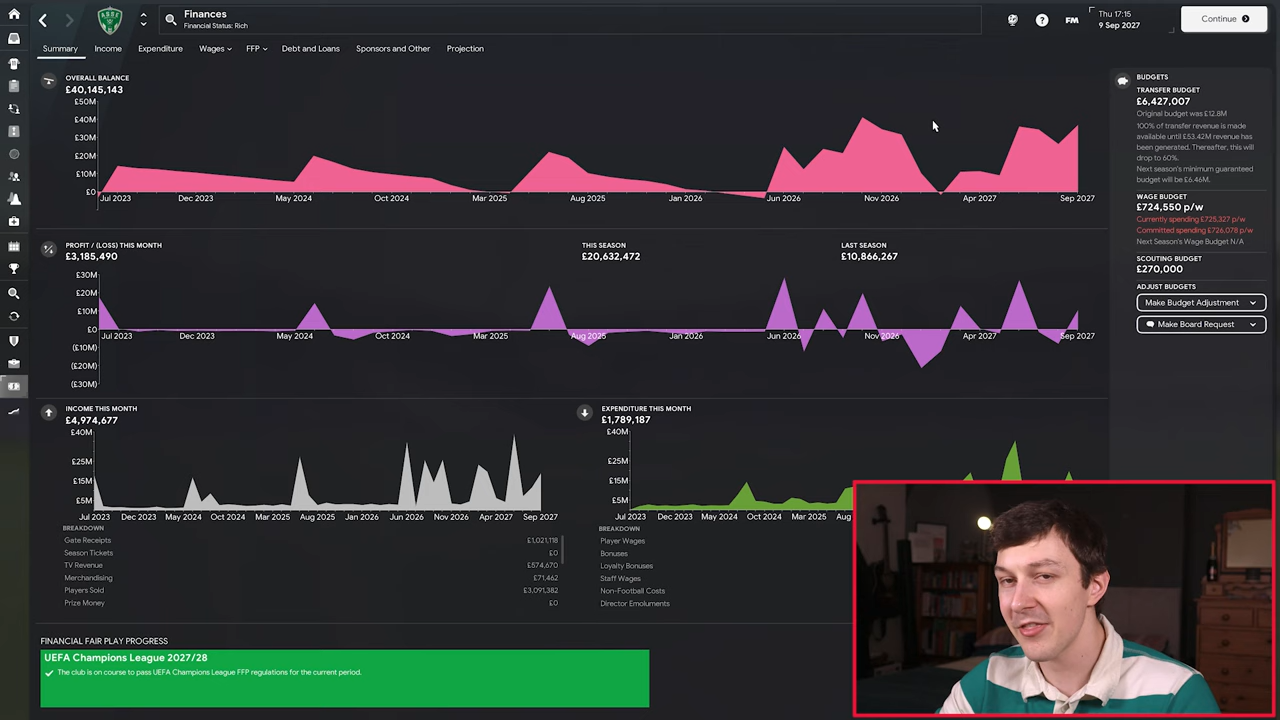 Finances
Financial Status: Rich
FM
Thu 17:15
9 Sep 2027
Continue
Summary
Income
Expenditure
Wages
FFP
Debt and Loans
Sponsors and Other
Projection
OVERALL BALANCE
£40,145,143
£50M
£40M
£30M
£20M
£10M
£0
Jul 2023
Dec 2023
May 2024
Oct 2024
Mar 2025
Aug 2025
Jan 2026
Jun 2026
Nov 2026
Apr 2027
Sep 2027
PROFIT / (LOSS) THIS MONTH
£3,185,490
THIS SEASON
£20,632,472
LAST SEASON
£10,866,267
£30M
£20M
£10M
£0
(£10M)
(£20M)
(£30M)
Jul 2023
Dec 2023
May 2024
Oct 2024
Mar 2025
Aug 2025
Jan 2026
Jun 2026
Nov 2026
Apr 2027
Sep 2027
INCOME THIS MONTH
£4,974,677
£40M
£25M
£15M
£5M
Jul 2023
Dec 2023
May 2024
Oct 2024
Mar 2025
Aug 2025
Jan 2026
Jun 2026
Nov 2026
Apr 2027
Sep 2027
BREAKDOWN
Gate Receipts £1,021,118
Season Tickets £0
TV Revenue £574,670
Merchandising £71,462
Players Sold £3,091,382
Prize Money £0
EXPENDITURE THIS MONTH
£1,789,187
£40M
£25M
£15M
£5M
Jul 2023
Dec 2023
May 2024
Oct 2024
Mar 2025
Aug
BREAKDOWN
Player Wages
Bonuses
Loyalty Bonuses
Staff Wages
Non-Football Costs
Director Emoluments
FINANCIAL FAIR PLAY PROGRESS
UEFA Champions League 2027/28
The club is on course to pass UEFA Champions League FFP regulations for the current period.
BUDGETS
TRANSFER BUDGET
£6,427,007
Original budget was £12.8M
100% of transfer revenue is made
available until £53.42M revenue has
been generated. Thereafter, this will
drop to 60%.
Next season's minimum guaranteed
budget will be £6.46M.
WAGE BUDGET
£724,550 p/w
Currently spending £725,327 p/w
Committed spending £726,078 p/w
Next Season's Wage Budget N/A
SCOUTING BUDGET
£270,000
ADJUST BUDGETS
Make Budget Adjustment
Make Board Request